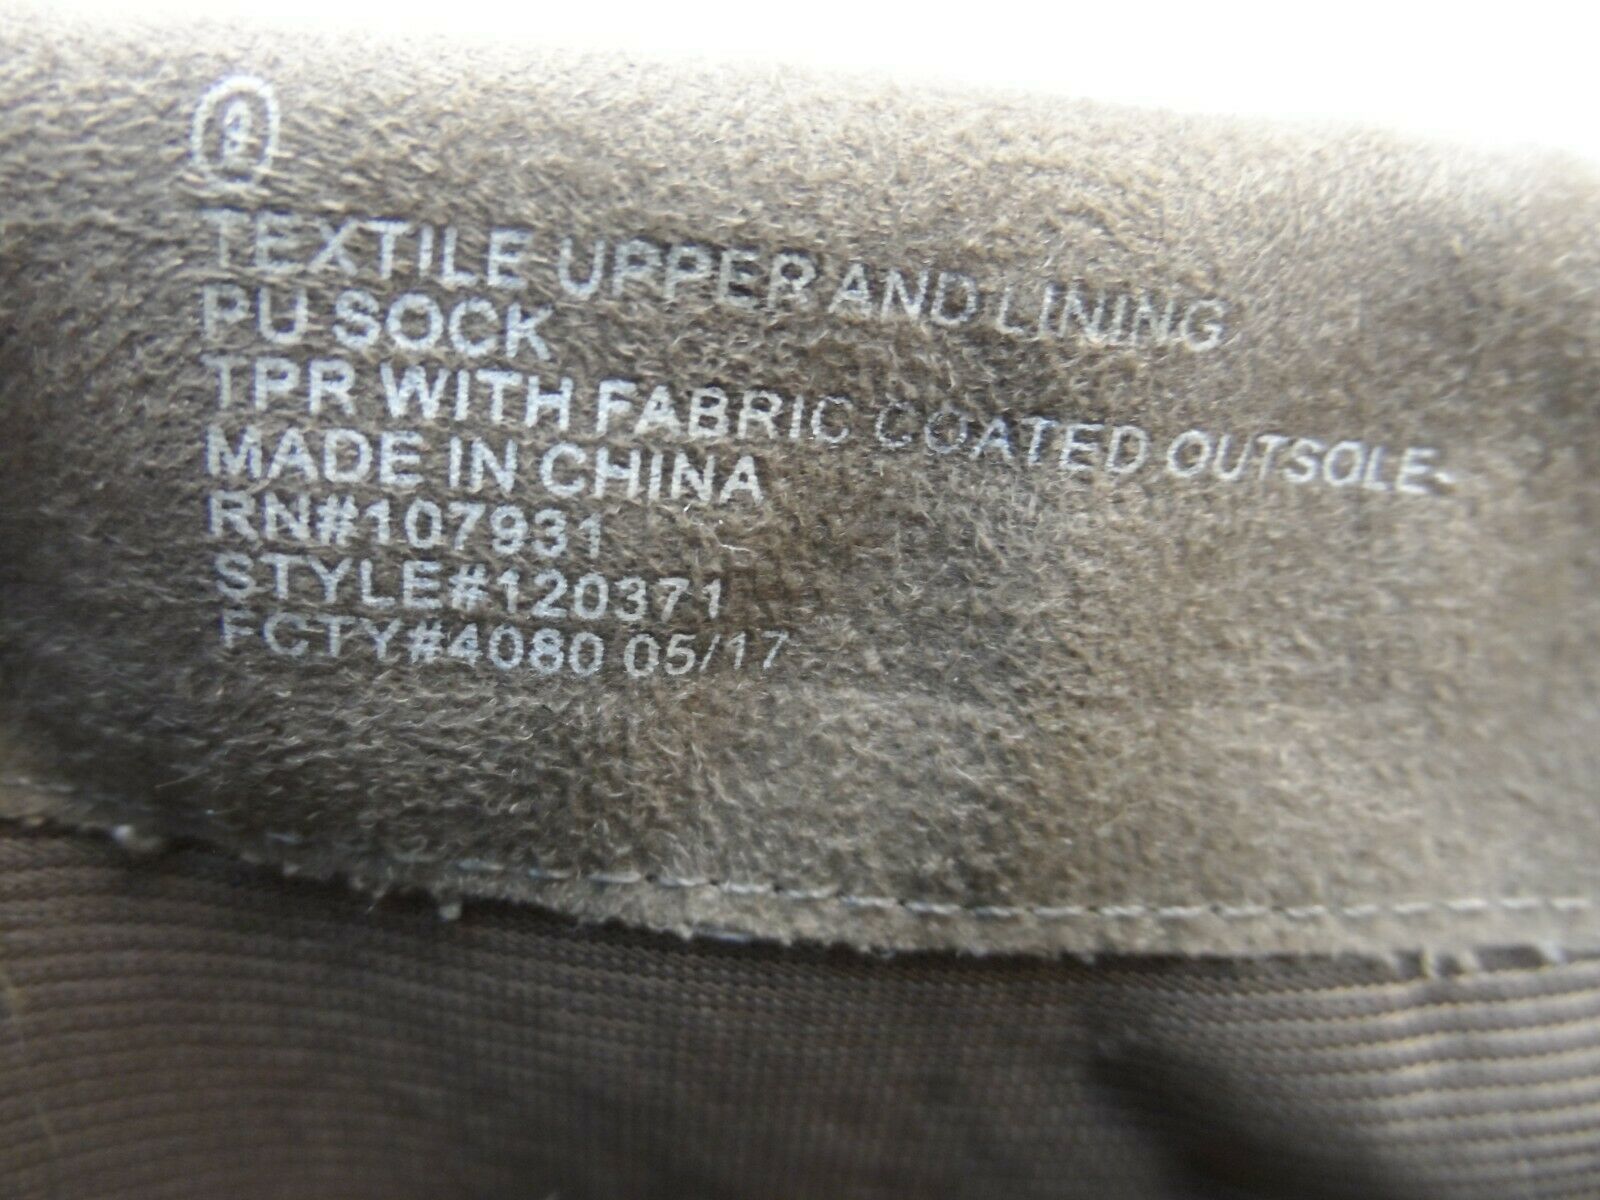 TEXTILE UPPER AND LINING
PU SOCK
TPR WITH FABRIC COATED OUTSOLE
MADE IN CHINA
RN#107931
STYLE#120371
FCTY#4080 05/17